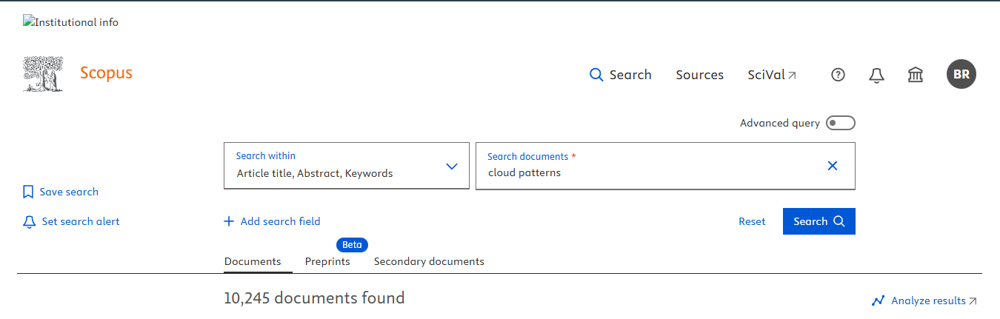 Institutional info
Scopus
Search Sources SciVal BR
Advanced query
Search within
Article title, Abstract, Keywords
Search documents *
cloud patterns
Save search
Set search alert
Add search field
Reset Search
Beta
Documents Preprints Secondary documents
10,245 documents found
Analyze results